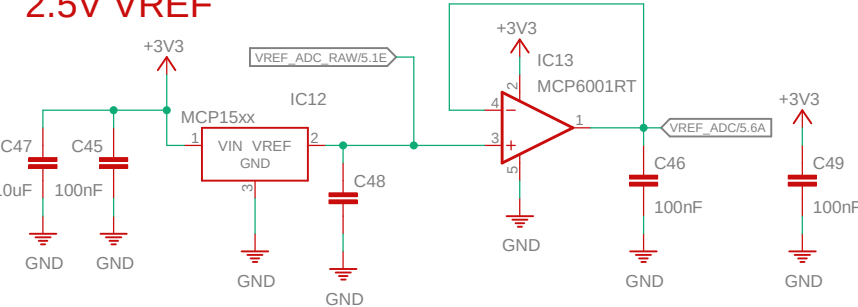 2.5V VREF
+3V3
VREF_ADC_RAW/5.1E
+3V3
IC13
MCP6001RT
IC12
MCP15xx
+3V3
2
4
1
3
5
VREF_ADC/5.6A
C47
C45
1
VIN VREF
GND
2
3
C48
C46
C49
100nF
100nF
100nF
GND
GND
GND
GND
GND
GND
GND